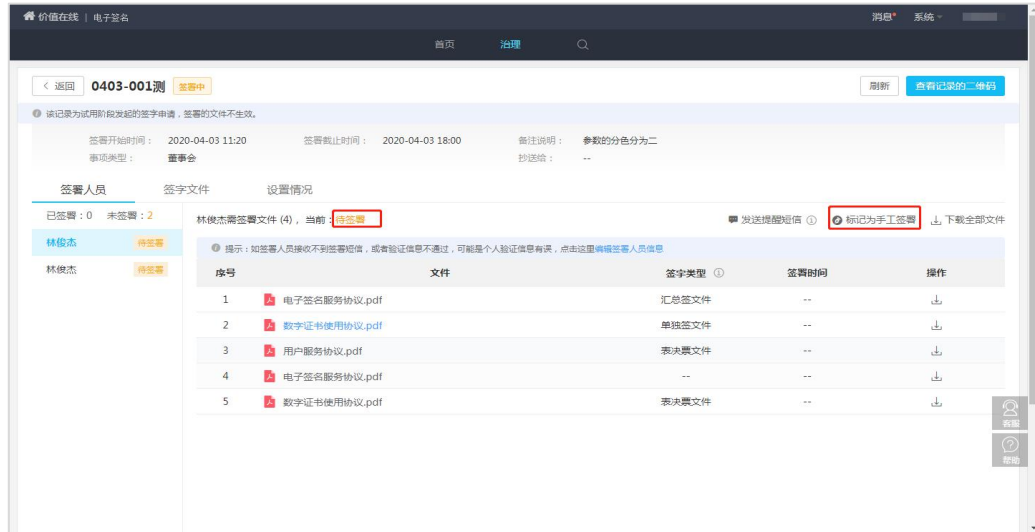 价值在线 | 电子签名 消息 系统
首页 治理
< 返回 0403-001测 签署中 刷新 查看记录的二维码
该记录为试用阶段发起的签字申请，签署的文件不生效。
签署开始时间： 2020-04-03 11:20 签署截止时间： 2020-04-03 18:00 备注说明： 参数的分色分为二
事项类型： 董事会 抄送给： --
签署人员 签字文件 设置情况
已签署：0 未签署：2 林俊杰需签署文件 (4) ，当前：待签署 发送提醒短信 标记为手工签署 下载全部文件
林俊杰 待签署 提示：如签署人员接收不到签署短信，或者验证信息不通过，可能是个人验证信息有误，点击这里编辑签署人员信息
林俊杰 待签署 序号 文件 签字类型 签署时间 操作
1 电子签名服务协议.pdf 汇总签文件 --
2 数字证书使用协议.pdf 单独签文件 --
3 用户服务协议.pdf 表决票文件 --
4 电子签名服务协议.pdf -- --
5 数字证书使用协议.pdf 表决票文件 --
客服
帮助